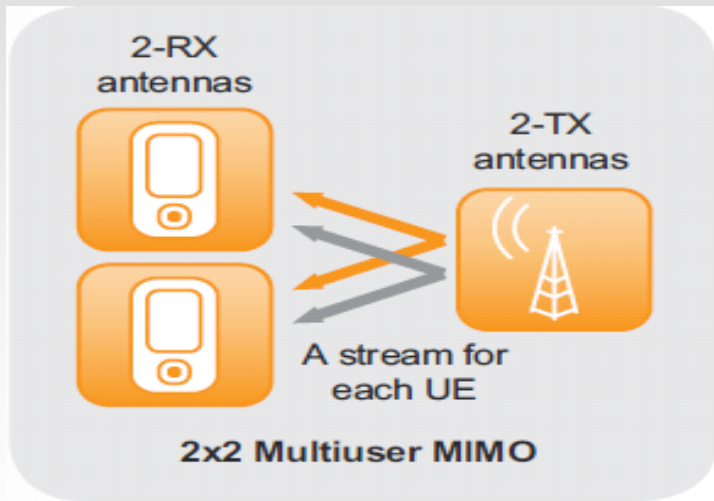 2-RX
antennas
2-TX
antennas
A stream for
each UE
2x2 Multiuser MIMO